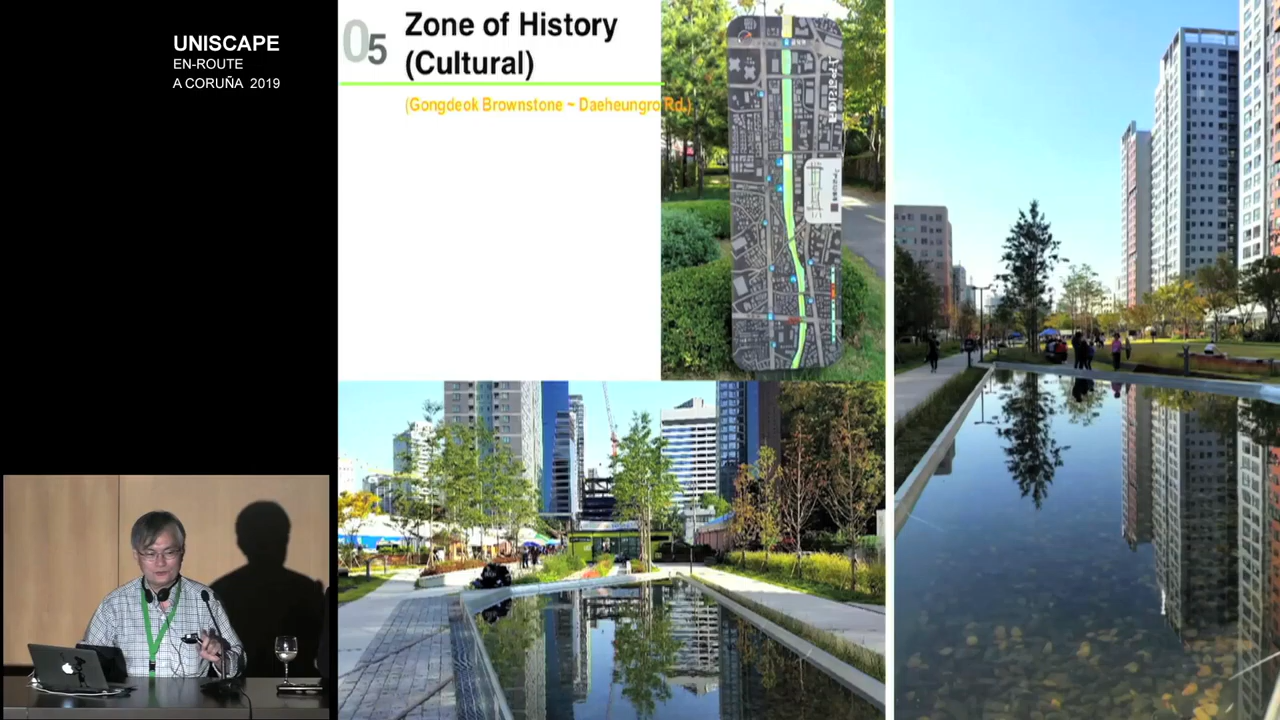 UNISCAPE
EN-ROUTE
A CORUÑA 2019
05
Zone of History
(Cultural)
(Gongdeok Brownstone ~ Daeheungro Rd.)